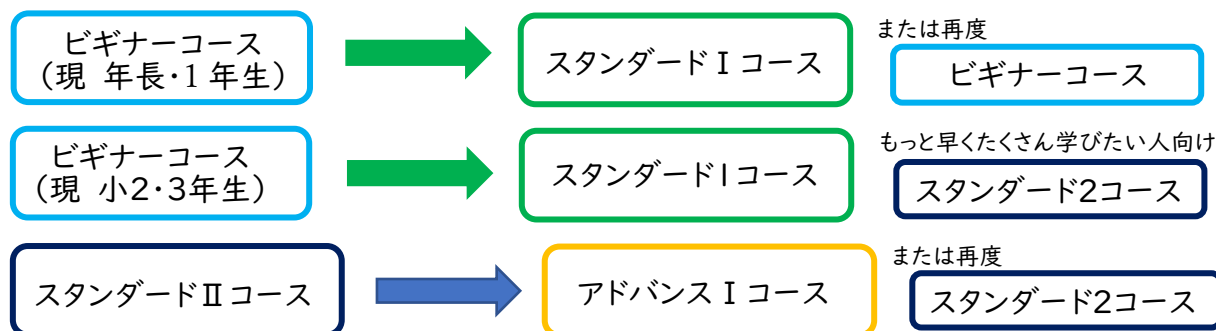 ビギナーコース
(現 年長・1年生)
スタンダードⅠコース
または再度
ビギナーコース
ビギナーコース
(現 小2・3年生)
スタンダードⅠコース
もっと早くたくさん学びたい人向け
スタンダード2コース
スタンダードⅡコース
アドバンスⅠコース
または再度
スタンダード2コース